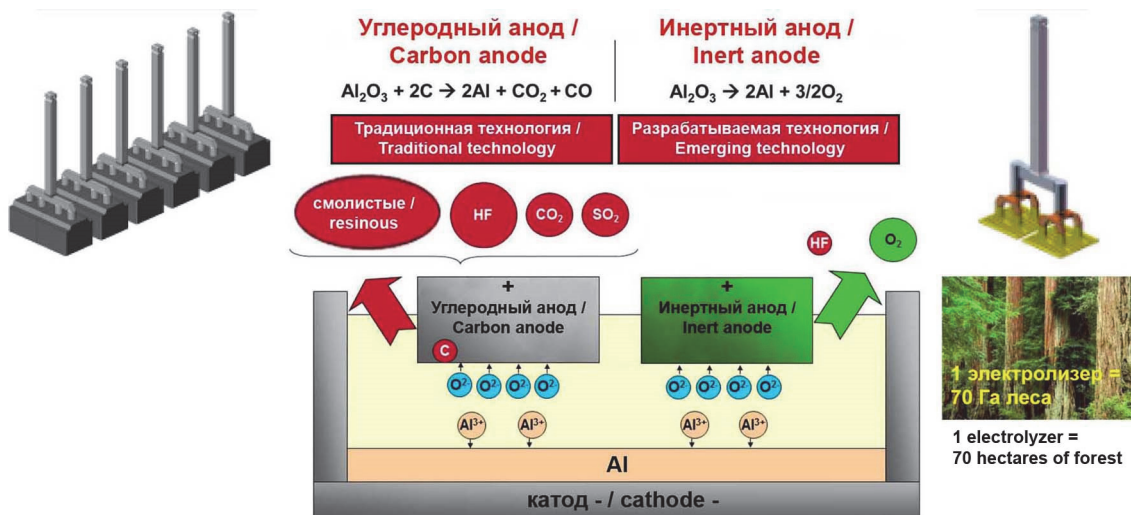 Углеродный анод /
Carbon anode
Al₂O₃ + 2C → 2Al + CO₂ + CO
Традиционная технология /
Traditional technology
Инертный анод /
Inert anode
Al₂O₃ → 2Al + 3/2O₂
Разрабатываемая технология /
Emerging technology
смолистые /
resinous
HF
CO₂
SO₂
HF
O₂
+
Углеродный анод /
Carbon anode
C
+
Инертный анод /
Inert anode
O²⁻ O²⁻ O²⁻ O²⁻
O²⁻ O²⁻ O²⁻ O²⁻
Al³⁺ Al³⁺
Al³⁺ Al³⁺
Al
катод - / cathode -
1 электролизер =
70 Га леса
1 electrolyzer =
70 hectares of forest